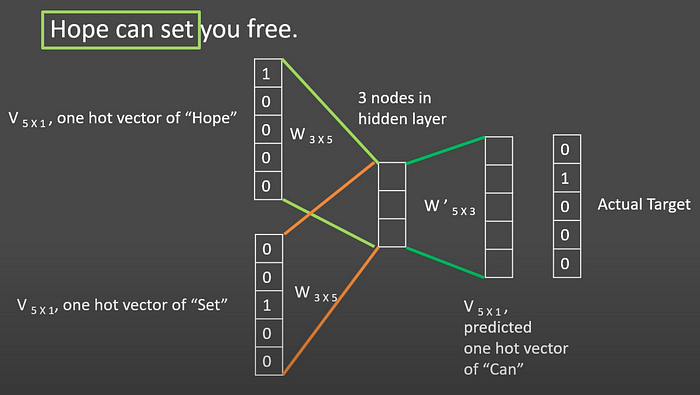 Hope can set you free.
V 5 X 1, one hot vector of “Hope”
1
0
0
0
0
W 3 X 5
3 nodes in
hidden layer
V 5 X 1, one hot vector of “Set”
0
0
1
0
0
W 3 X 5
W ’ 5 X 3
V 5 X 1 ,
predicted
one hot vector
of “Can”
0
1
0
0
0
Actual Target